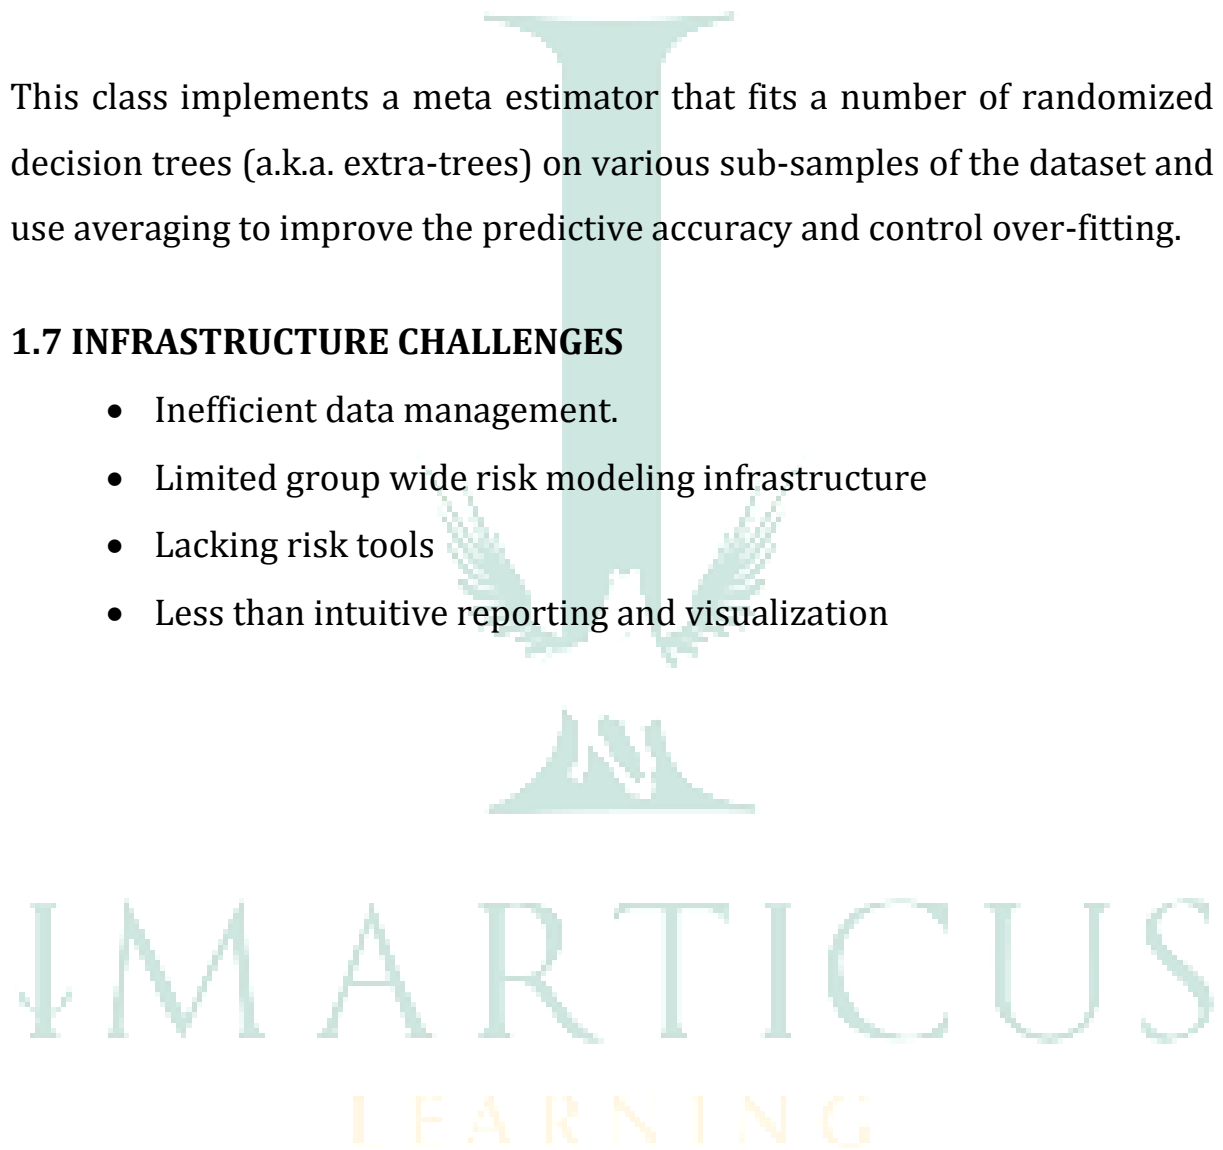 This class implements a meta estimator that fits a number of randomized
decision trees (a.k.a. extra-trees) on various sub-samples of the dataset and
use averaging to improve the predictive accuracy and control over-fitting.
1.7 INFRASTRUCTURE CHALLENGES
• Inefficient data management.
• Limited group wide risk modeling infrastructure
• Lacking risk tools
• Less than intuitive reporting and visualization
IMARTICUS
LEARNING